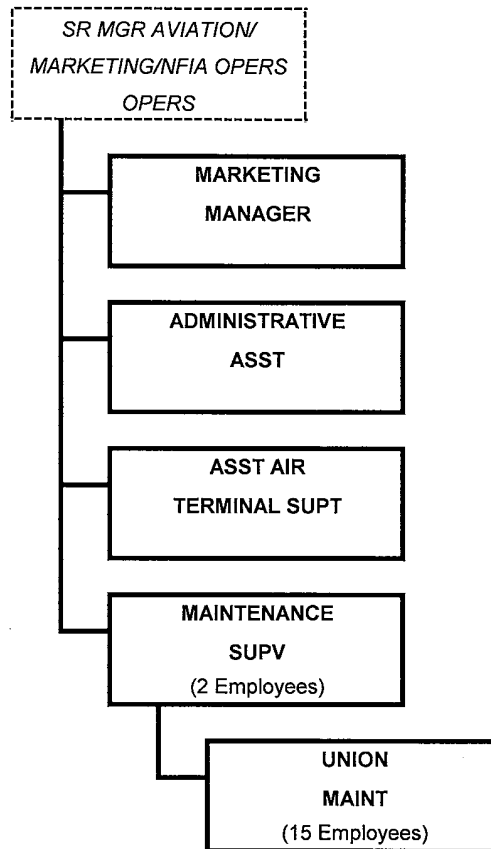 SR MGR AVIATION/
MARKETING/NFIA OPERS
OPERS
MARKETING
MANAGER
ADMINISTRATIVE
ASST
ASST AIR
TERMINAL SUPT
MAINTENANCE
SUPV
(2 Employees)
UNION
MAINT
(15 Employees)